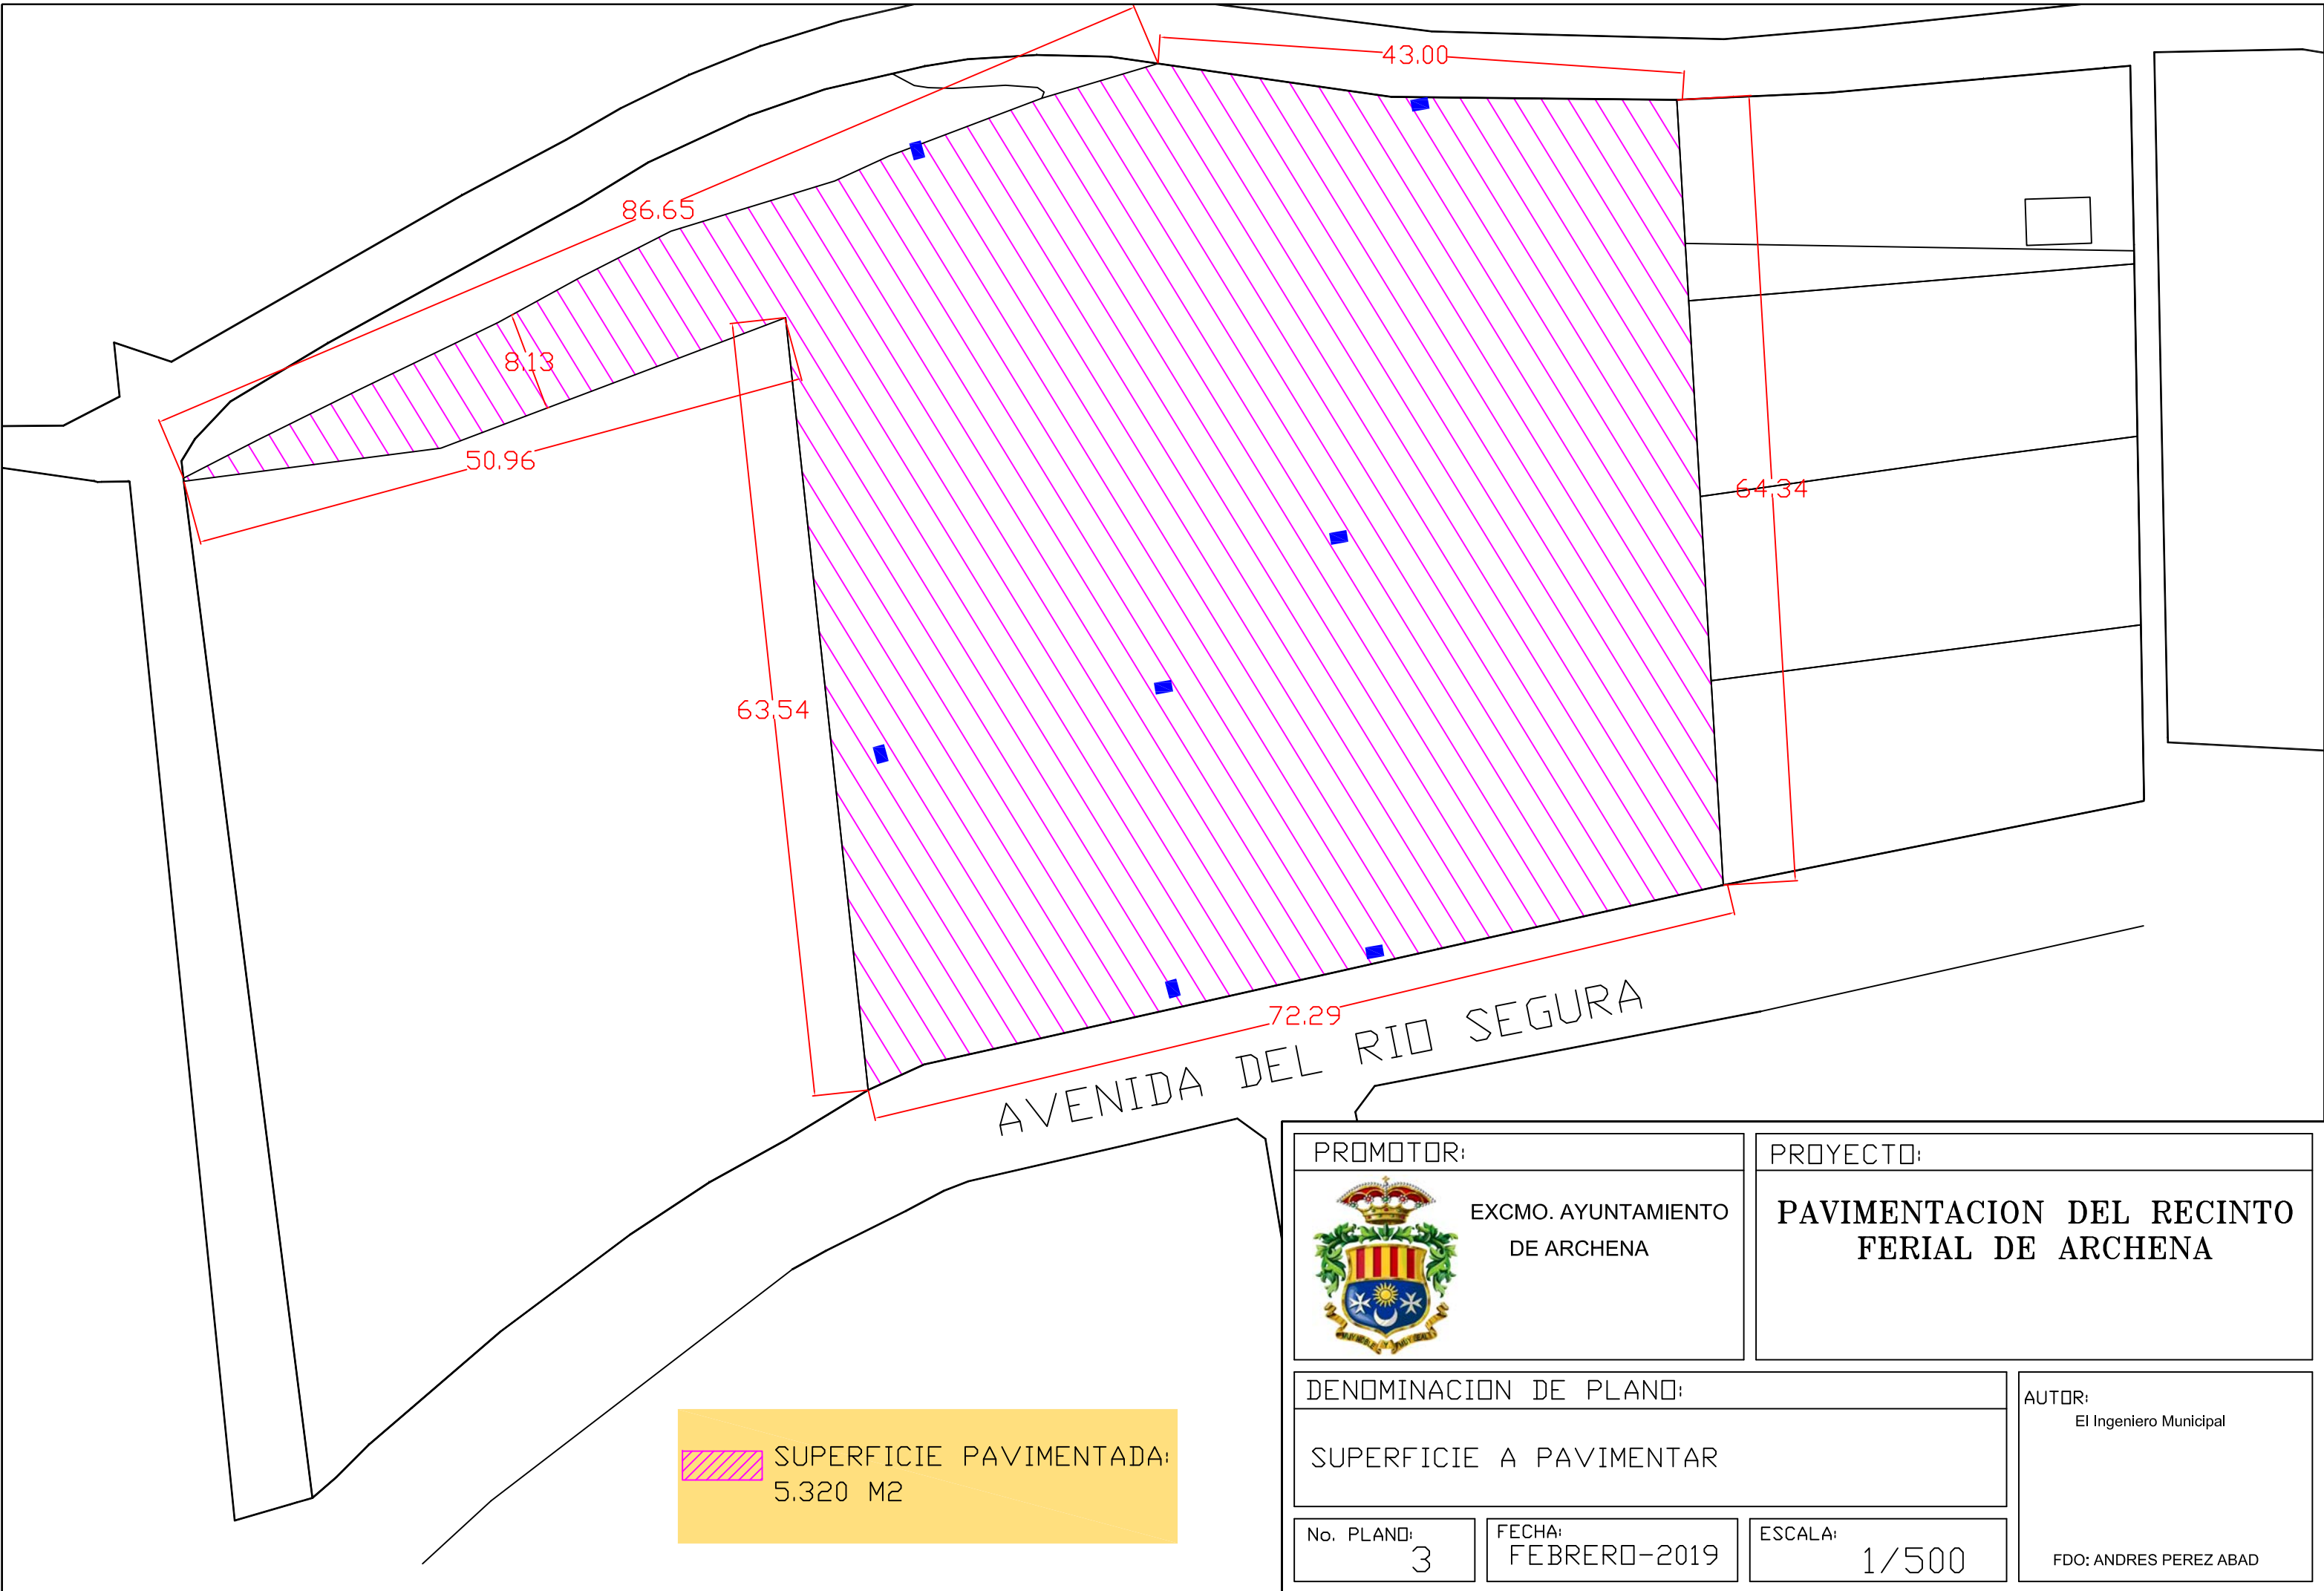 43.00
86.65
8.13
50.96
64.34
63.54
72.29
AVENIDA DEL RIO SEGURA
SUPERFICIE PAVIMENTADA:
5.320 M2
PROMOTOR:
EXCMO. AYUNTAMIENTO
DE ARCHENA
PROYECTO:
PAVIMENTACION DEL RECINTO
FERIAL DE ARCHENA
DENOMINACION DE PLANO:
SUPERFICIE A PAVIMENTAR
AUTOR:
El Ingeniero Municipal
FDO: ANDRES PEREZ ABAD
No. PLANO:
3
FECHA:
FEBRERO-2019
ESCALA:
1/500